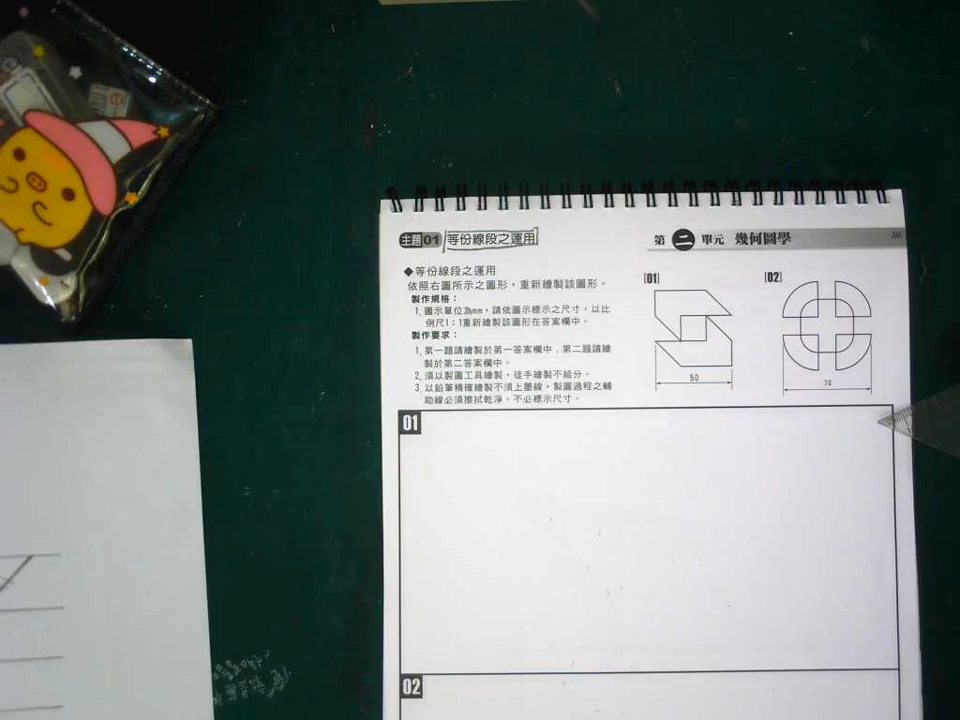 主題01 等份線段之運用
第二單元 幾何圖學 30
◆等份線段之運用
依照右圖所示之圖形，重新繪製該圖形。
製作規格：
1. 圖示單位為mm，請依圖示標示之尺寸，以比
例尺1：1重新繪製該圖形在答案欄中。
製作要求：
1. 第一題請繪製於第一答案欄中，第二題請繪
製於第二答案欄中。
2. 須以製圖工具繪製，徒手繪製不給分。
3. 以鉛筆精確繪製不須上墨線，製圖過程之輔
助線必須擦拭乾淨。不必標示尺寸。
[01]
50
[02]
70
01
02